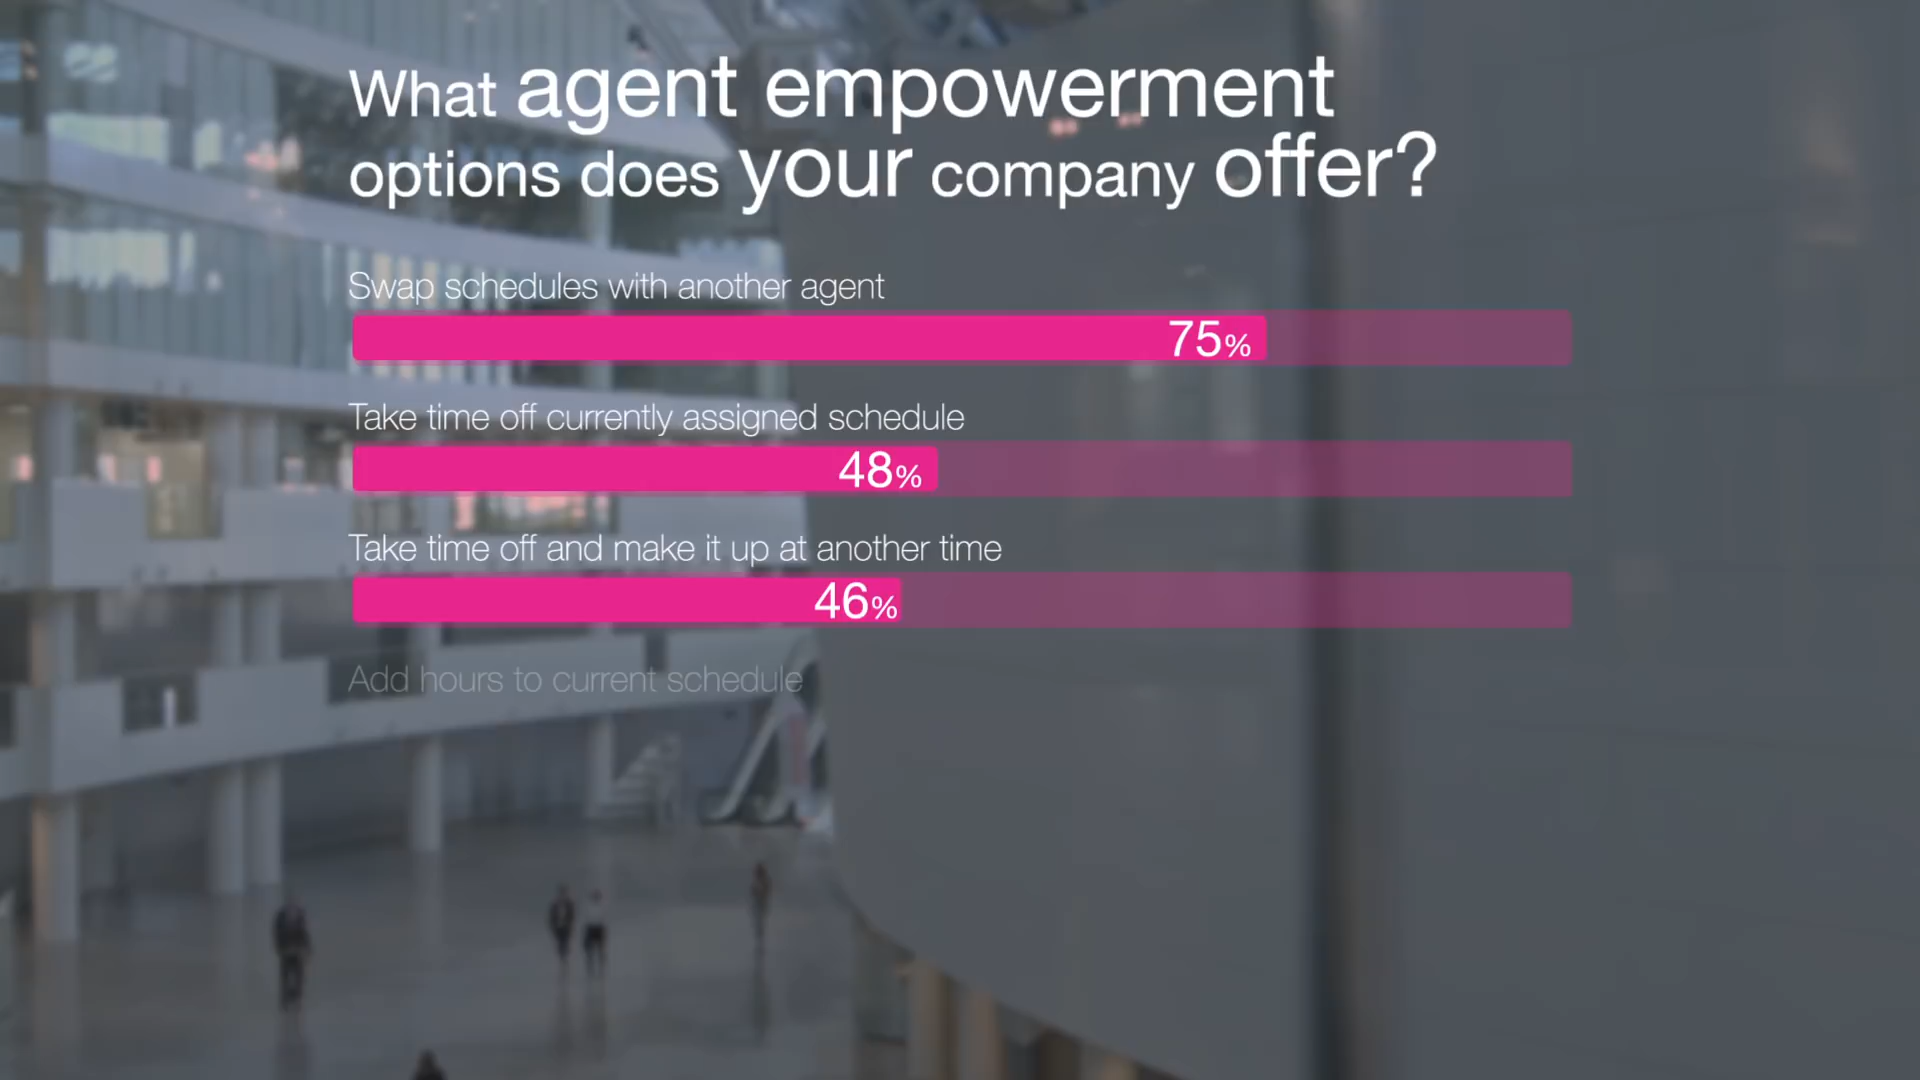 What agent empowerment
options does your company offer?
Swap schedules with another agent
75%
Take time off currently assigned schedule
48%
Take time off and make it up at another time
46%
Add hours to current schedule